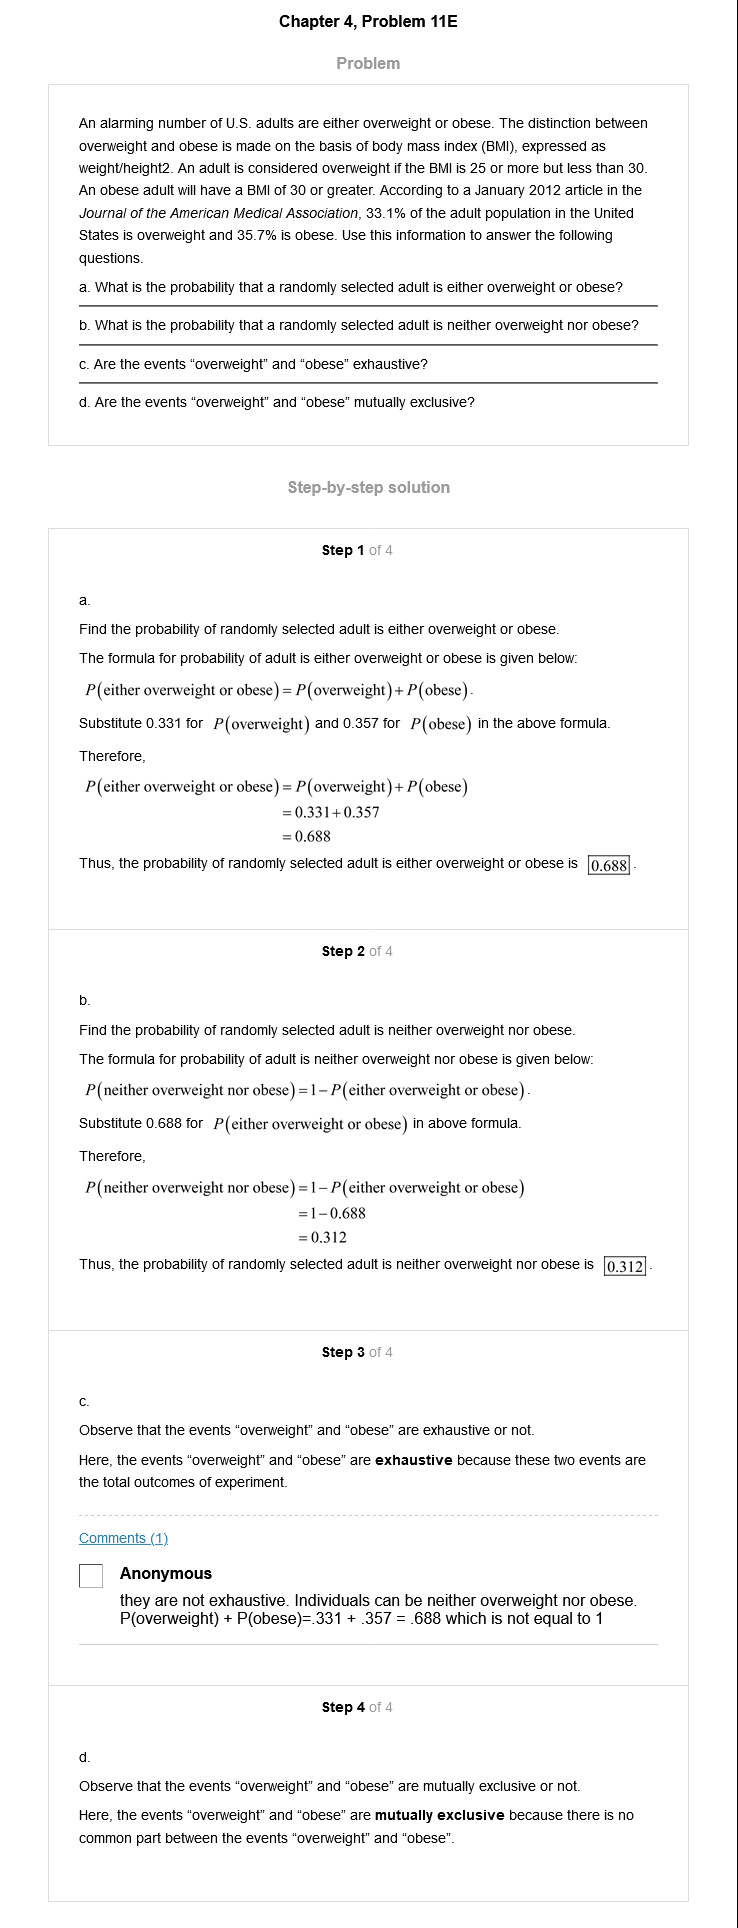 Chapter 4, Problem 11E
Problem
An alarming number of U.S. adults are either overweight or obese. The distinction between
overweight and obese is made on the basis of body mass index (BMI), expressed as
weight/height2. An adult is considered overweight if the BMI is 25 or more but less than 30.
An obese adult will have a BMI of 30 or greater. According to a January 2012 article in the
Journal of the American Medical Association, 33.1% of the adult population in the United
States is overweight and 35.7% is obese. Use this information to answer the following
questions.
a. What is the probability that a randomly selected adult is either overweight or obese?
b. What is the probability that a randomly selected adult is neither overweight nor obese?
c. Are the events “overweight” and “obese” exhaustive?
d. Are the events “overweight” and “obese” mutually exclusive?
Step-by-step solution
Step 1 of 4
a.
Find the probability of randomly selected adult is either overweight or obese.
The formula for probability of adult is either overweight or obese is given below:
P(either overweight or obese) = P(overweight) + P(obese).
Substitute 0.331 for P(overweight) and 0.357 for P(obese) in the above formula.
Therefore,
P(either overweight or obese) = P(overweight) + P(obese)
= 0.331 + 0.357
= 0.688
Thus, the probability of randomly selected adult is either overweight or obese is 0.688.
Step 2 of 4
b.
Find the probability of randomly selected adult is neither overweight nor obese.
The formula for probability of adult is neither overweight nor obese is given below:
P(neither overweight nor obese) = 1 − P(either overweight or obese).
Substitute 0.688 for P(either overweight or obese) in above formula.
Therefore,
P(neither overweight nor obese) = 1 − P(either overweight or obese)
= 1 − 0.688
= 0.312
Thus, the probability of randomly selected adult is neither overweight nor obese is 0.312.
Step 3 of 4
c.
Observe that the events “overweight” and “obese” are exhaustive or not.
Here, the events “overweight” and “obese” are exhaustive because these two events are
the total outcomes of experiment.
Comments (1)
Anonymous
they are not exhaustive. Individuals can be neither overweight nor obese.
P(overweight) + P(obese)=.331 + .357 = .688 which is not equal to 1
Step 4 of 4
d.
Observe that the events “overweight” and “obese” are mutually exclusive or not.
Here, the events “overweight” and “obese” are mutually exclusive because there is no
common part between the events “overweight” and “obese”.